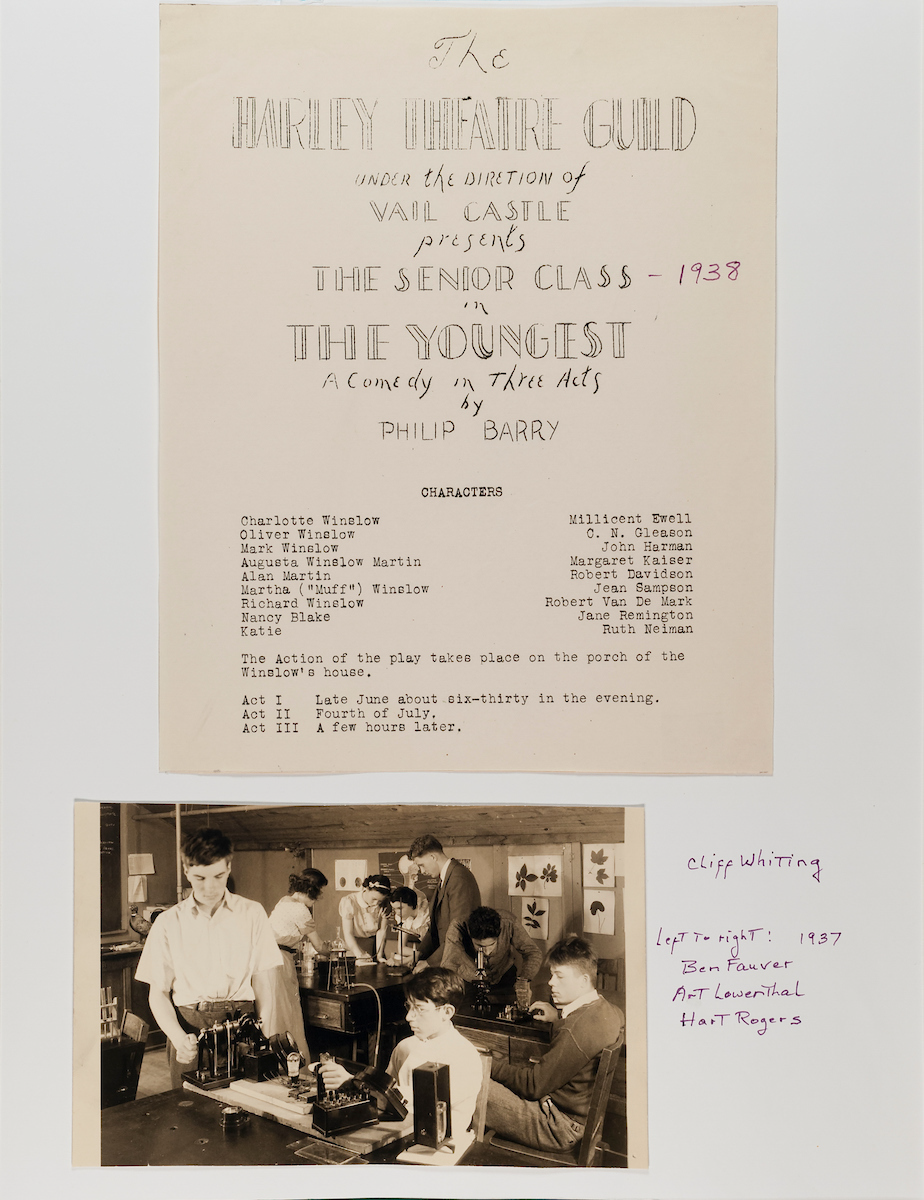 The
HARLEY THEATRE GUILD
UNDER the DIRETION of
VAIL CASTLE
presents
THE SENIOR CLASS - 1938
in
THE YOUNGEST
A Comedy in Three Acts
by
PHILIP BARRY
CHARACTERS
Charlotte Winslow Millicent Ewell
Oliver Winslow C. N. Gleason
Mark Winslow John Harman
Augusta Winslow Martin Margaret Kaiser
Alan Martin Robert Davidson
Martha ("Muff") Winslow Jean Sampson
Richard Winslow Robert Van De Mark
Nancy Blake Jane Remington
Katie Ruth Neiman
The Action of the play takes place on the porch of the
Winslow's house.
Act I Late June about six-thirty in the evening.
Act II Fourth of July.
Act III A few hours later.
Cliff Whiting
Left to right: 1937
Ben Fauver
Art Lowenthal
Hart Rogers